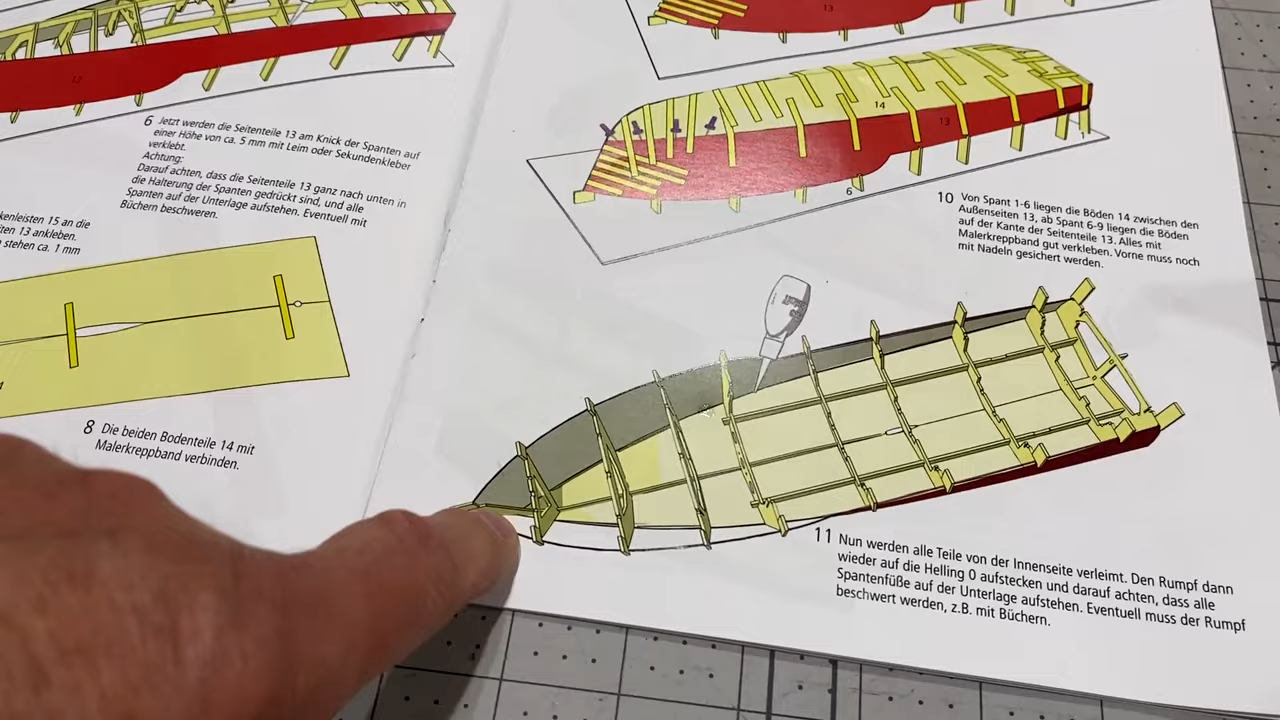 12
6 Jetzt werden die Seitenteile 13 am Knick der Spanten auf
einer Höhe von ca. 5 mm mit Leim oder Sekundenkleber
verklebt.
Achtung:
Darauf achten, dass die Seitenteile 13 ganz nach unten in
die Halterung der Spanten gedrückt sind, und alle
Spanten auf der Unterlage aufstehen. Eventuell mit
Büchern beschweren.
kenleisten 15 an die
ten 13 ankleben.
stehen ca. 1 mm
8 Die beiden Bodenteile 14 mit
Malerkreppband verbinden.
13
14
13
6
10 Von Spant 1-6 liegen die Böden 14 zwischen den
Außenseiten 13, ab Spant 6-9 liegen die Böden
auf der Kante der Seitenteile 13. Alles mit
Malerkreppband gut verkleben. Vorne muss noch
mit Nadeln gesichert werden.
11 Nun werden alle Teile von der Innenseite verleimt. Den Rumpf dann
wieder auf die Helling 0 aufstecken und darauf achten, dass alle
Spantenfüße auf der Unterlage aufstehen. Eventuell muss der Rumpf
beschwert werden, z.B. mit Büchern.